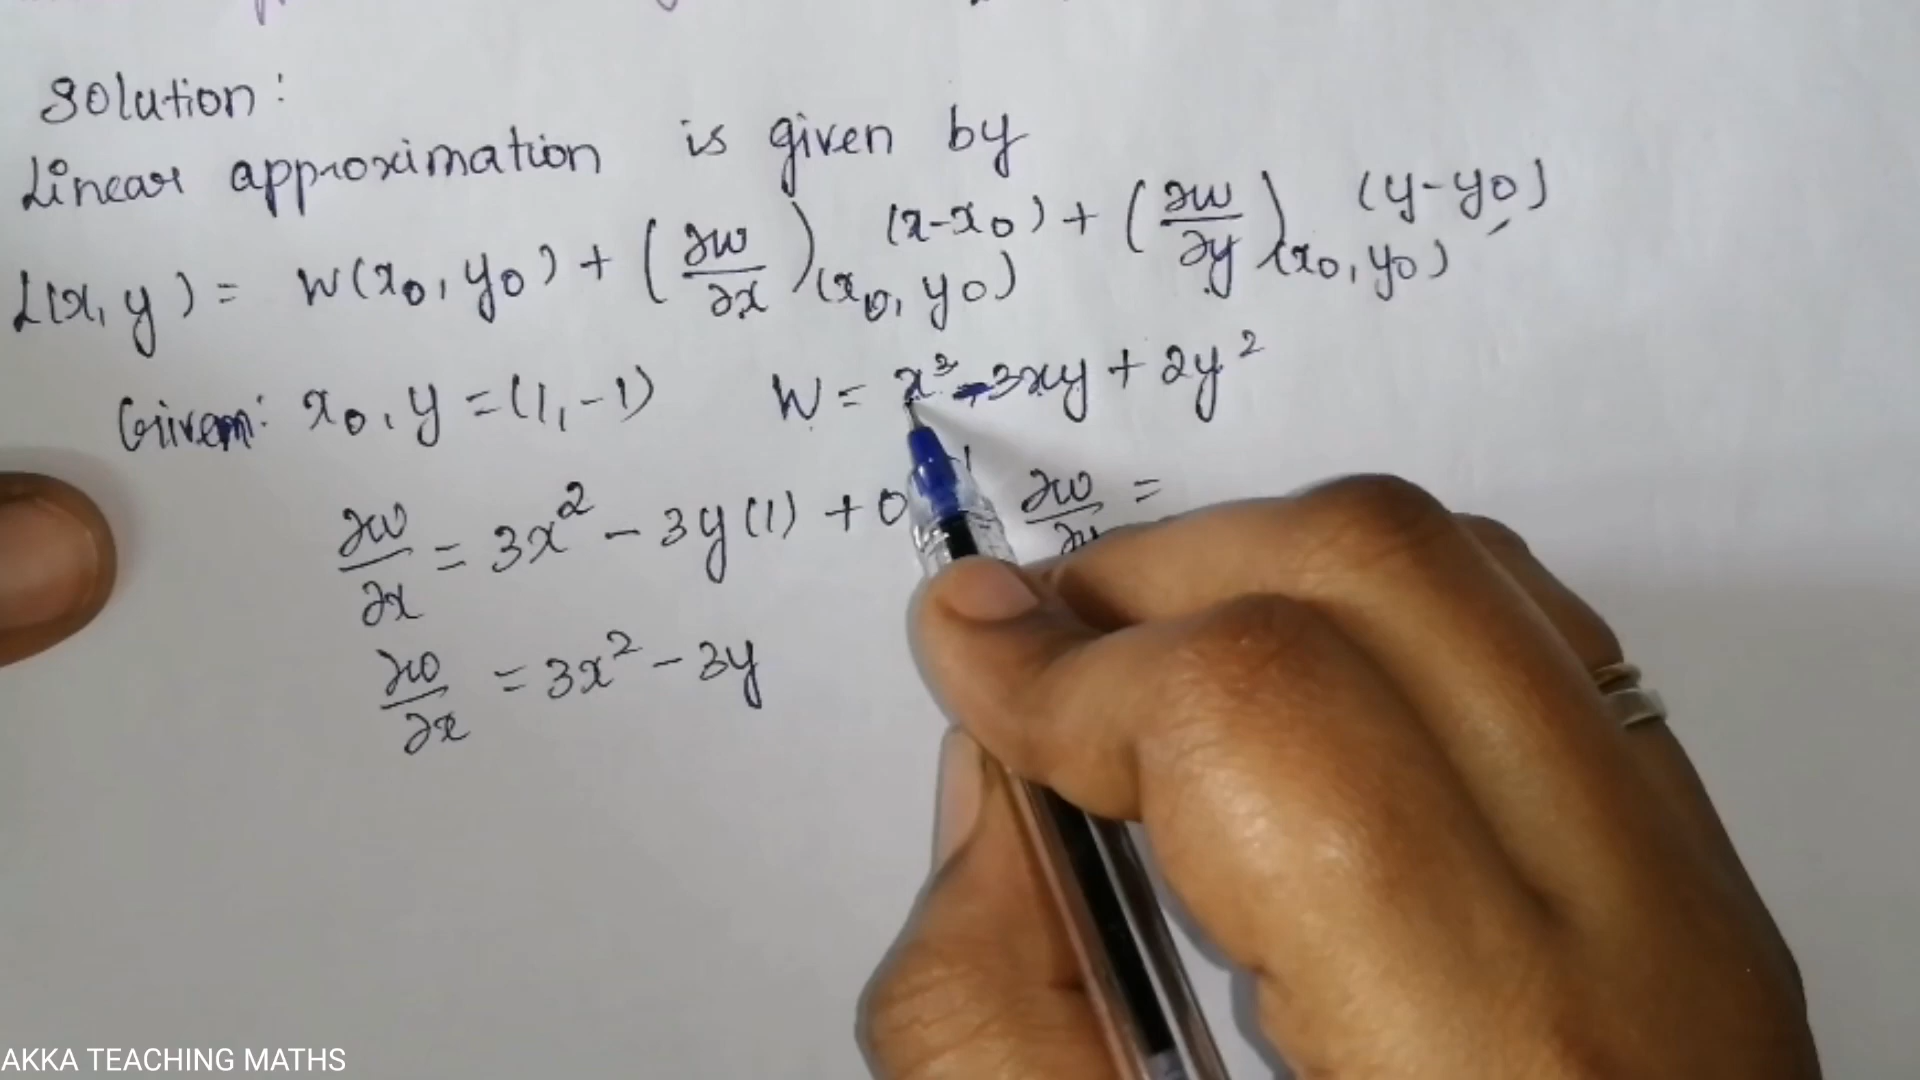 Solution:
Linear approximation is given by
L(x, y) = W(x₀, y₀) + (∂w/∂x)(x₀, y₀) (x-x₀) + (∂w/∂y)(x₀, y₀) (y-y₀)
Given: x₀, y = (1, -1) W = x³ - 3xy + 2y²
∂w/∂x = 3x² - 3y(1) + 0 ∂w/∂y =
∂w/∂x = 3x² - 3y
AKKA TEACHING MATHS